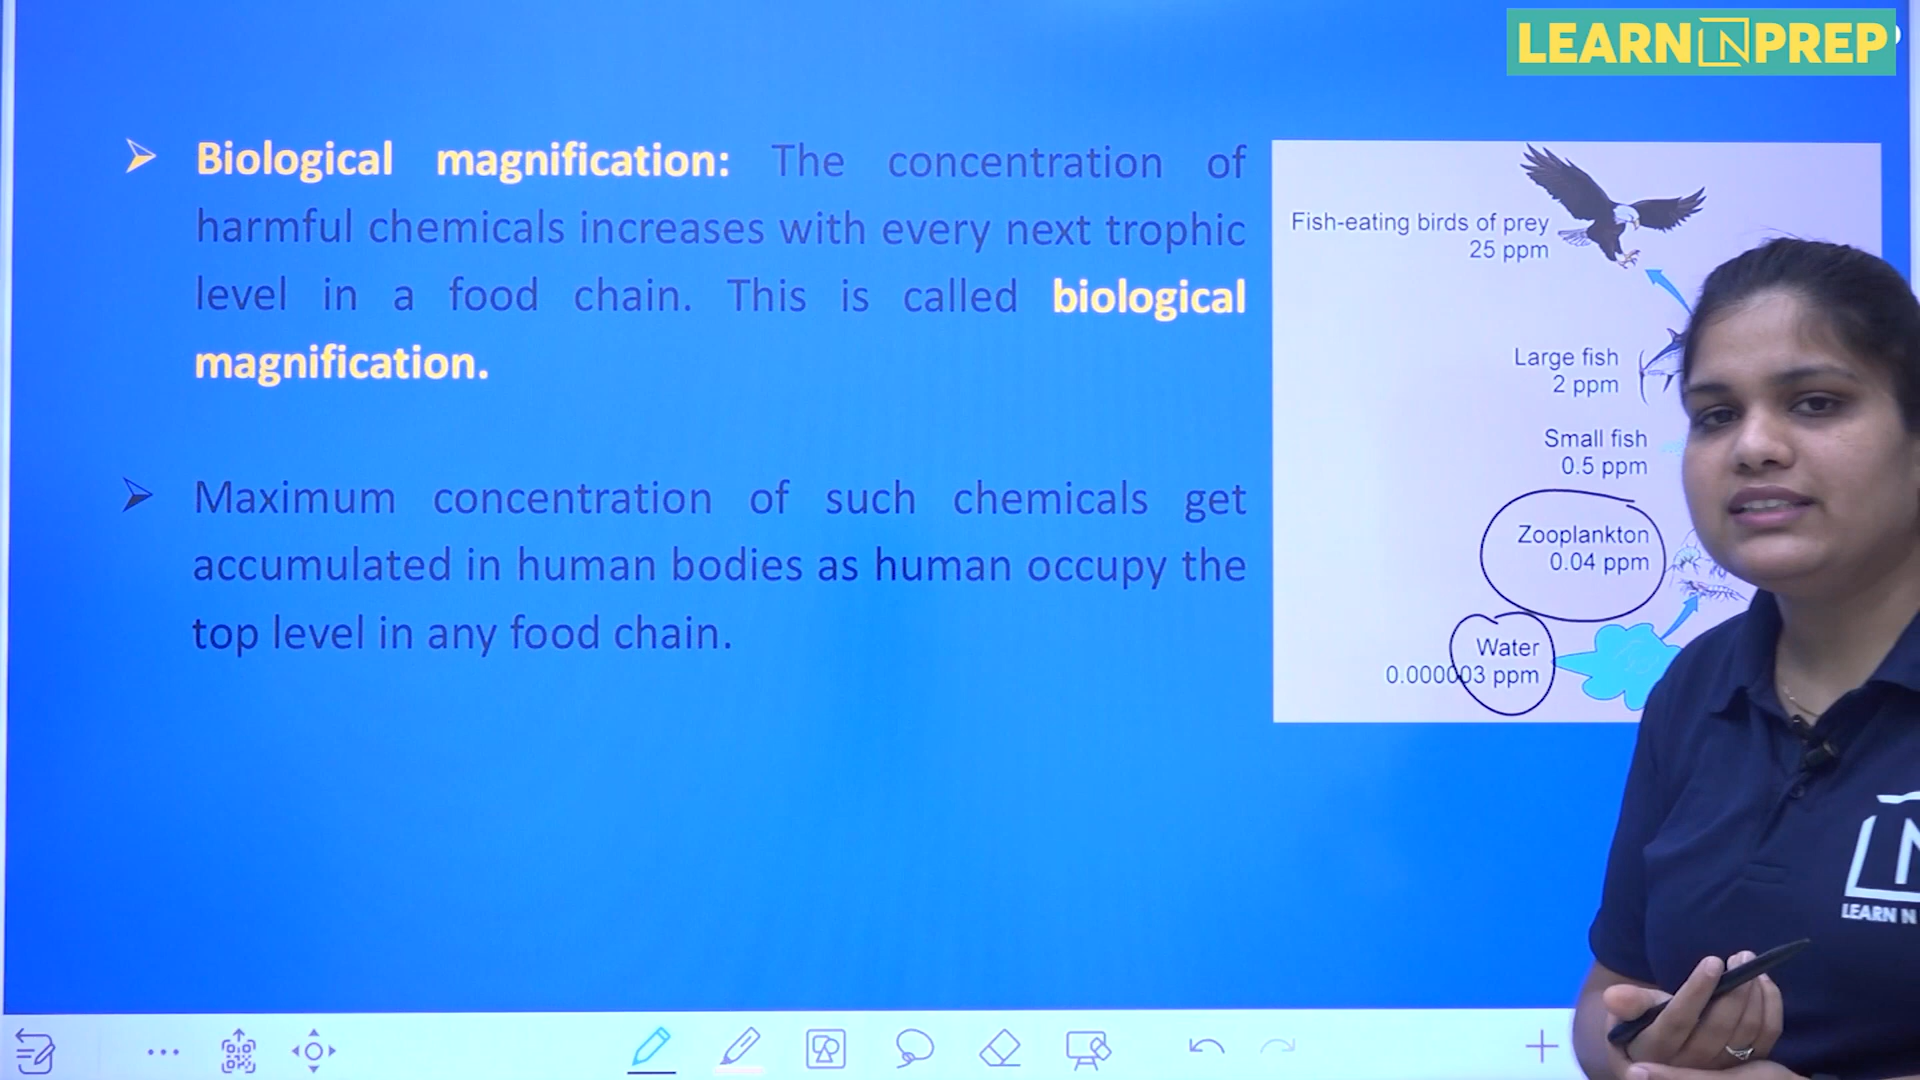 LEARN N PREP
Biological magnification: The concentration of
harmful chemicals increases with every next trophic
level in a food chain. This is called biological
magnification.
Maximum concentration of such chemicals get
accumulated in human bodies as human occupy the
top level in any food chain.
Fish-eating birds of prey
25 ppm
Large fish
2 ppm
Small fish
0.5 ppm
Zooplankton
0.04 ppm
Water
0.000003 ppm
LEARN N